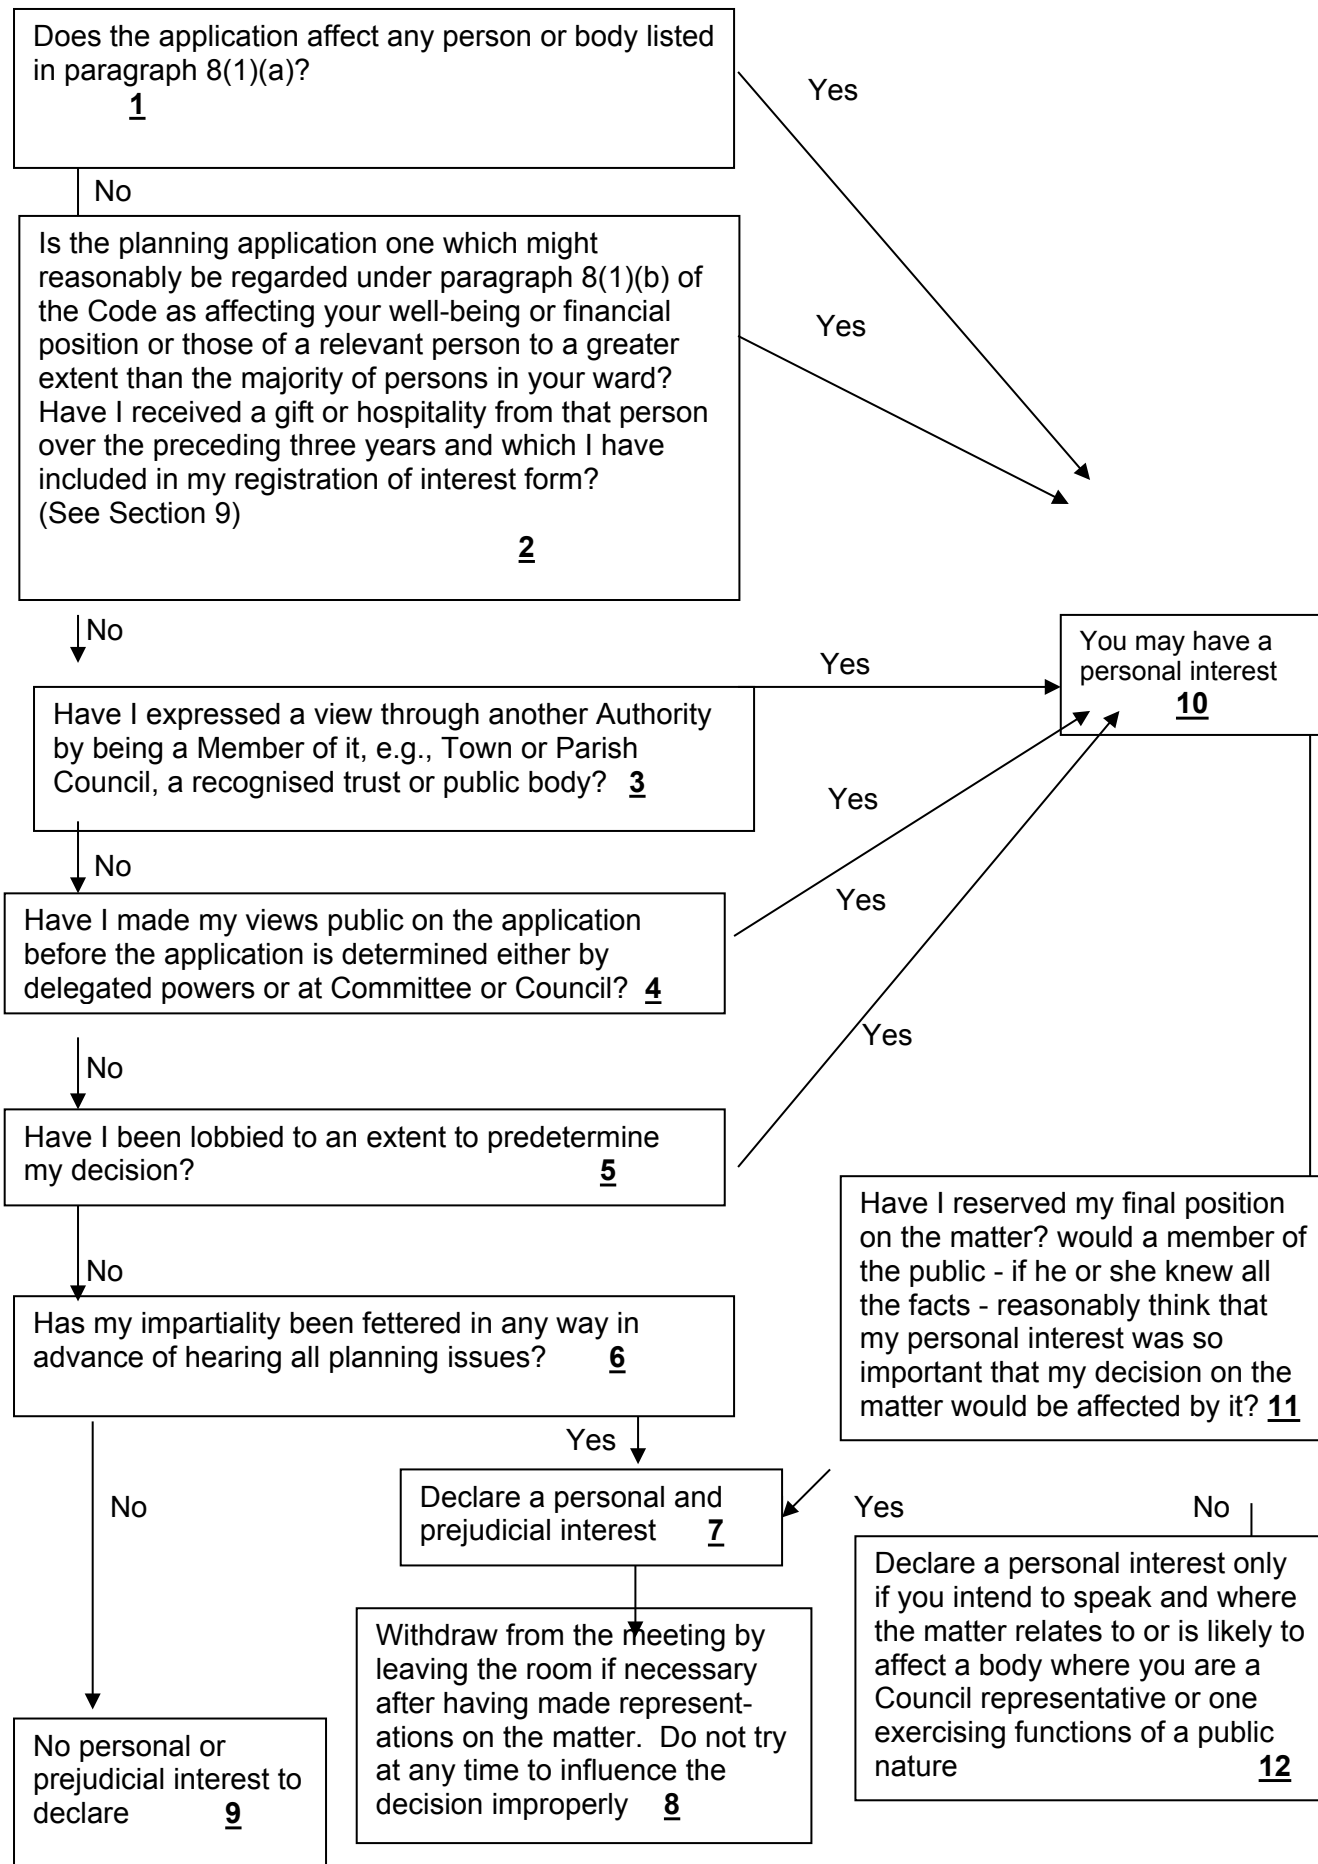 Does the application affect any person or body listed
in paragraph 8(1)(a)?
1
Yes
No
Is the planning application one which might
reasonably be regarded under paragraph 8(1)(b) of
the Code as affecting your well-being or financial
position or those of a relevant person to a greater
extent than the majority of persons in your ward?
Have I received a gift or hospitality from that person
over the preceding three years and which I have
included in my registration of interest form?
(See Section 9)
2
Yes
No
You may have a
personal interest
10
Yes
Have I expressed a view through another Authority
by being a Member of it, e.g., Town or Parish
Council, a recognised trust or public body? 3
Yes
No
Yes
Have I made my views public on the application
before the application is determined either by
delegated powers or at Committee or Council? 4
Yes
No
Have I been lobbied to an extent to predetermine
my decision? 5
Have I reserved my final position
on the matter? would a member of
the public - if he or she knew all
the facts - reasonably think that
my personal interest was so
important that my decision on the
matter would be affected by it? 11
No
Has my impartiality been fettered in any way in
advance of hearing all planning issues? 6
Yes
No
Declare a personal and
prejudicial interest 7
Yes
No
Declare a personal interest only
if you intend to speak and where
the matter relates to or is likely to
affect a body where you are a
Council representative or one
exercising functions of a public
nature 12
Withdraw from the meeting by
leaving the room if necessary
after having made represent-
ations on the matter. Do not try
at any time to influence the
decision improperly 8
No personal or
prejudicial interest to
declare 9